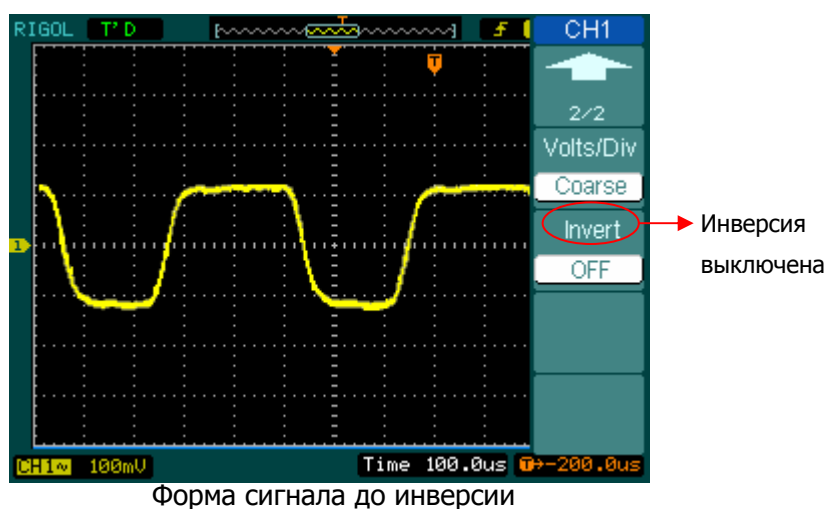 RIGOL T'D T CH1
T
2/2
Volts/Div
Coarse
Invert
OFF
1
Инверсия
выключена
CH1~ 100mV Time 100.0us T→-200.0us
Форма сигнала до инверсии